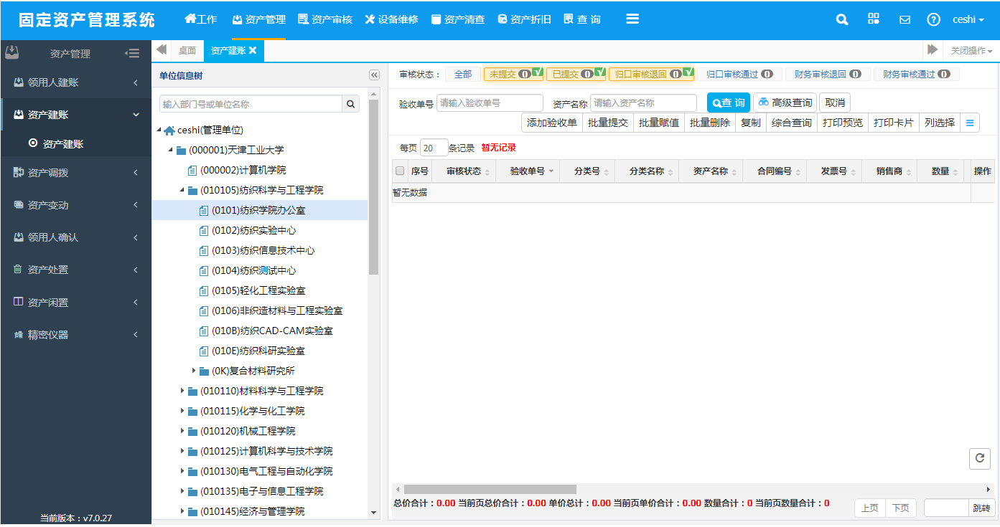 固定资产管理系统 工作 资产管理 资产审核 设备维修 资产清查 资产折旧 查 询 ceshi
资产管理 桌面 资产建账 关闭操作
领用人建账
资产建账
资产建账
资产调拨
资产变动
领用人确认
资产处置
资产闲置
精密仪器
当前版本：v7.0.27
单位信息树
输入部门号或单位名称
ceshi(管理单位)
(000001)天津工业大学
(000002)计算机学院
(010105)纺织科学与工程学院
(0101)纺织学院办公室
(0102)纺织实验中心
(0103)纺织信息技术中心
(0104)纺织测试中心
(0105)轻化工程实验室
(0106)非织造材料与工程实验室
(010B)纺织CAD-CAM实验室
(010E)纺织科研实验室
(0K)复合材料研究所
(010110)材料科学与工程学院
(010115)化学与化工学院
(010120)机械工程学院
(010125)计算机科学与技术学院
(010130)电气工程与自动化学院
(010135)电子与信息工程学院
(010145)经济与管理学院
审核状态： 全部 未提交 0 已提交 0 归口审核退回 0 归口审核通过 0 财务审核退回 0 财务审核通过 0
验收单号 请输入验收单号 资产名称 请输入资产名称 查 询 高级查询 取消
添加验收单 批量提交 批量赋值 批量删除 复制 综合查询 打印预览 打印卡片 列选择
每页 20 条记录 暂无记录
序号 审核状态 验收单号 分类号 分类名称 资产名称 合同编号 发票号 销售商 数量 操作
暂无数据
总价合计：0.00 当前页总价合计：0.00 单价总计：0.00 当前页单价合计：0.00 数量合计：0 当前页数量合计：0
上页 下页 跳转